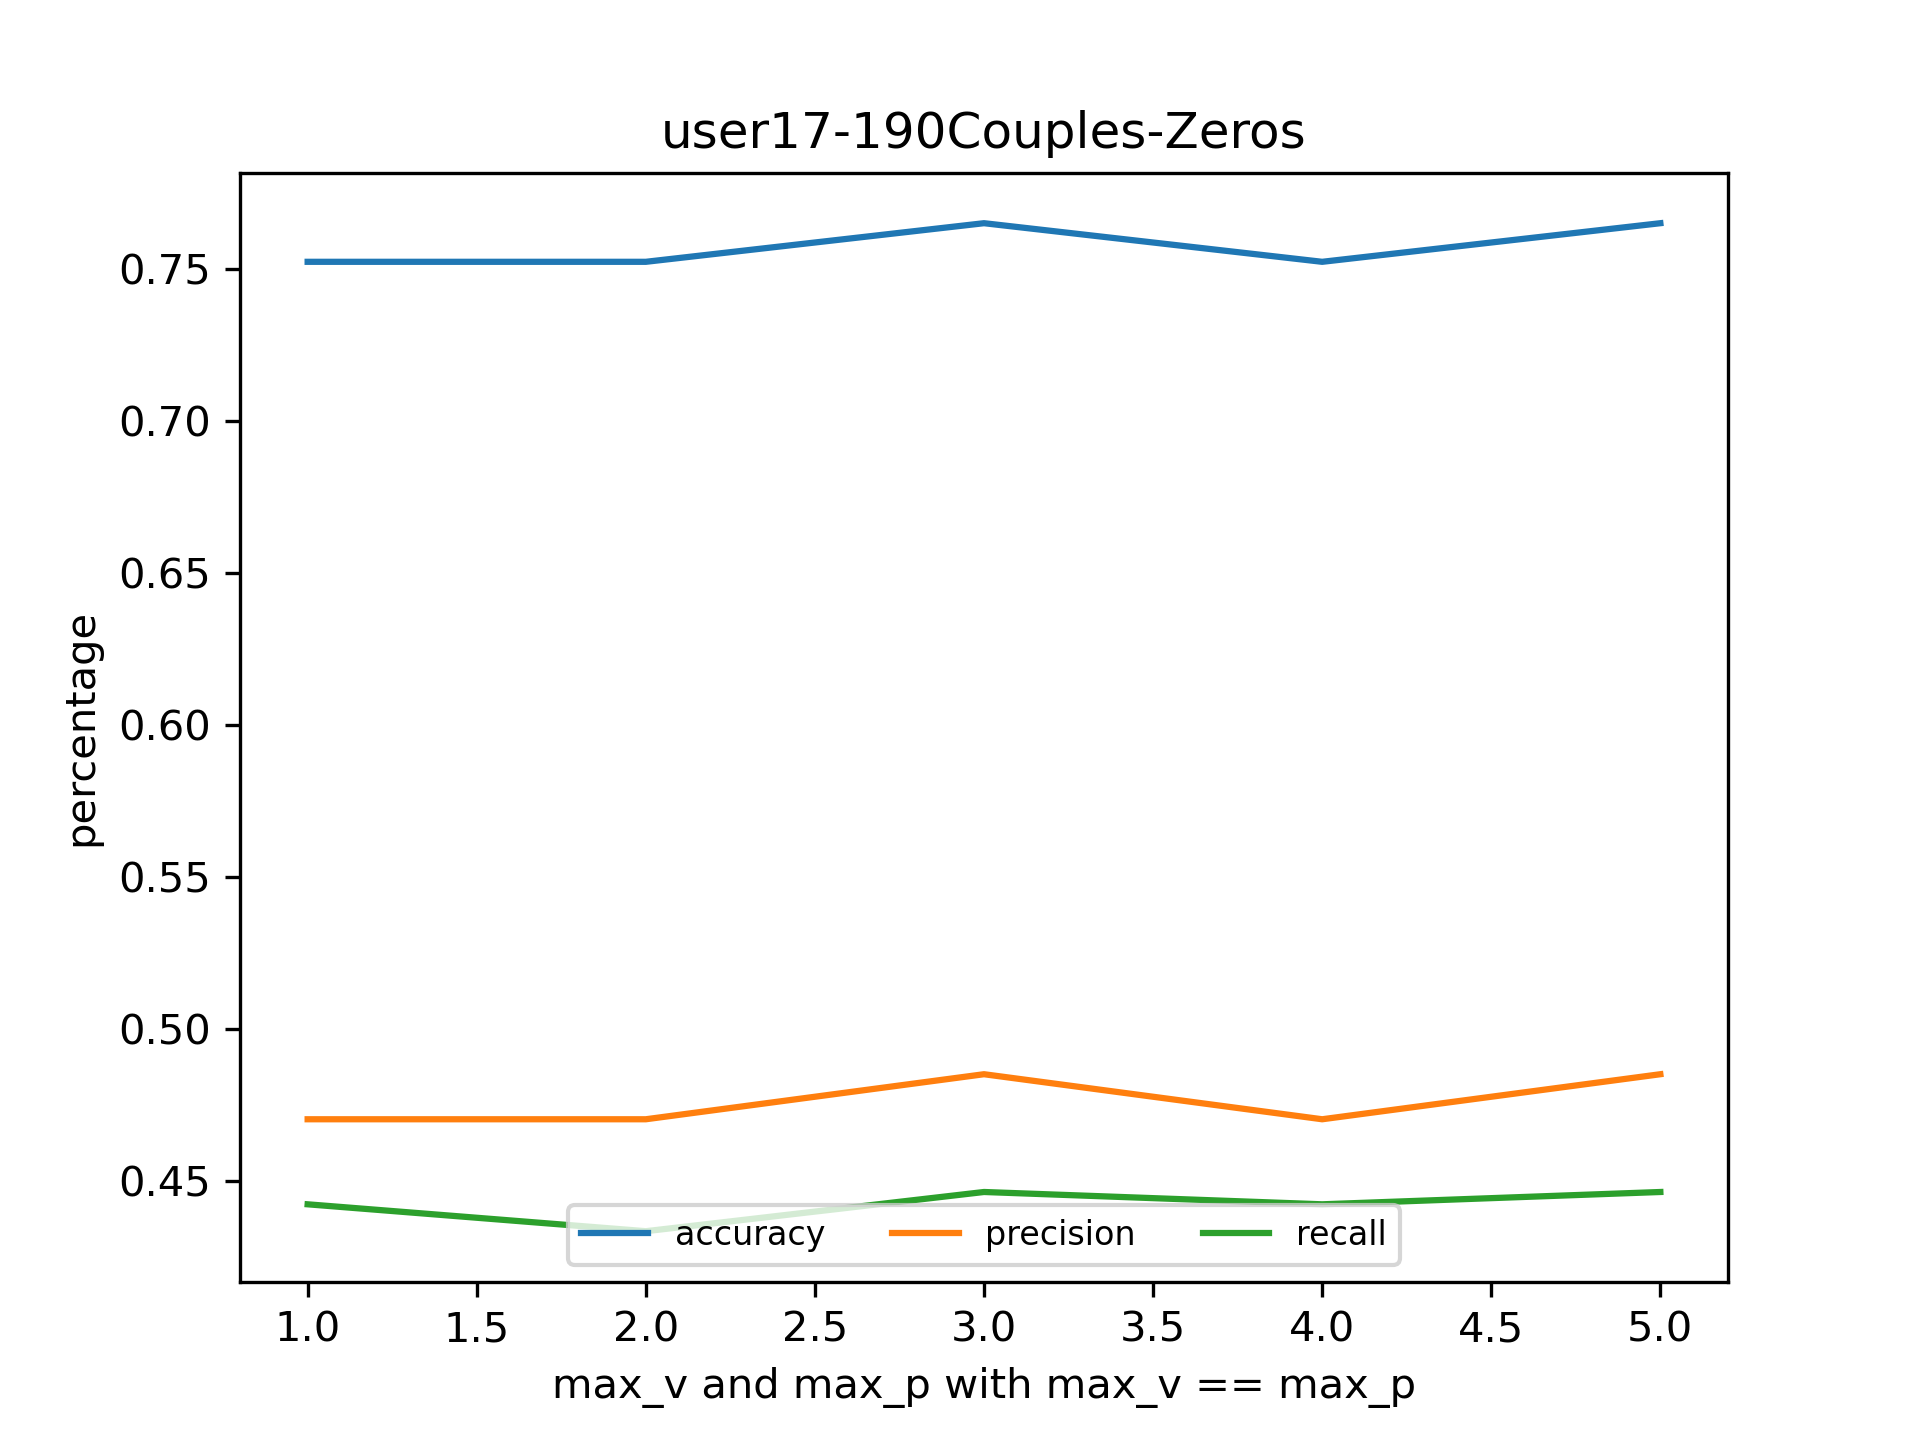 user17-190Couples-Zeros
percentage
0.75
0.70
0.65
0.60
0.55
0.50
0.45
accuracy precision recall
1.0 1.5 2.0 2.5 3.0 3.5 4.0 4.5 5.0
max_v and max_p with max_v == max_p